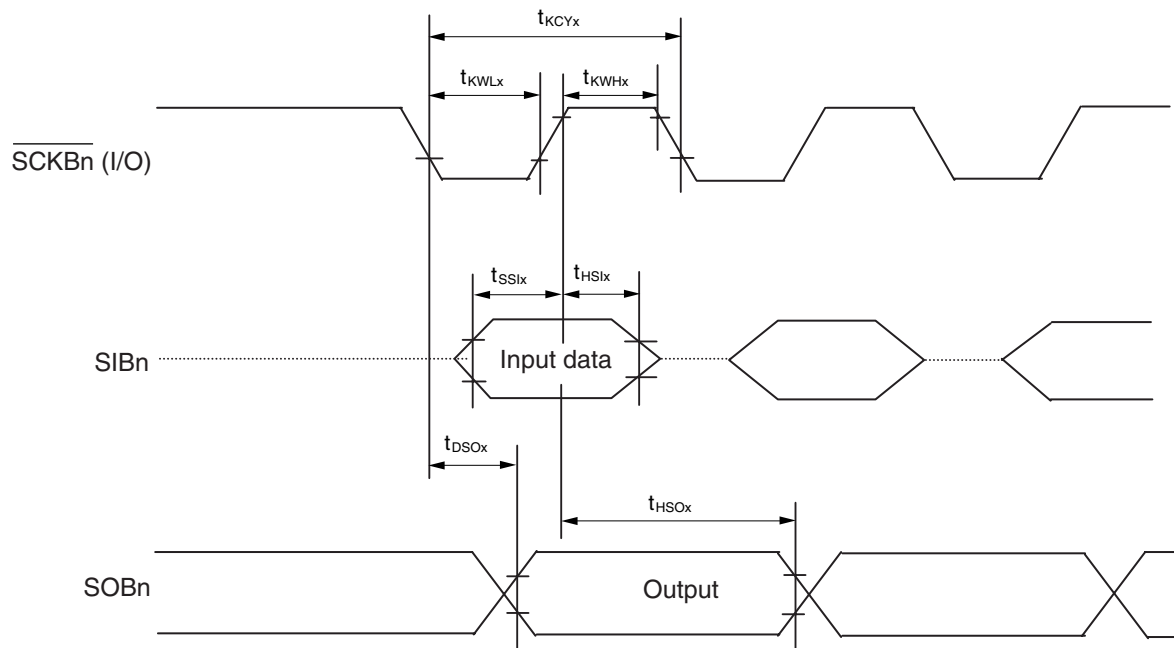 tKCYx
tKWLx
tKWHx
SCKBn (I/O)
tSSIx
tHSIx
SIBn
Input data
tDSOx
tHSOx
SOBn
Output